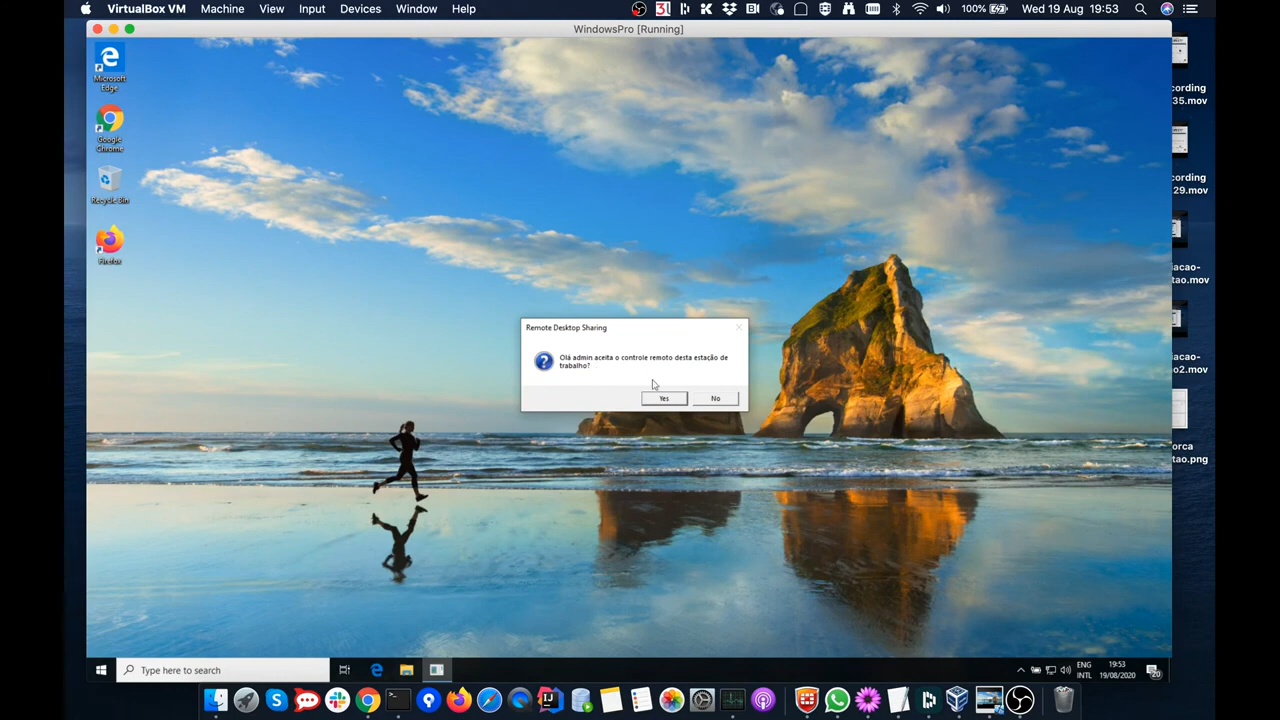 VirtualBox VM Machine View Input Devices Window Help 100% Wed 19 Aug 19:53
WindowsPro [Running]
Microsoft
Edge
Google
Chrome
Recycle Bin
Firefox
Remote Desktop Sharing
Olá admin aceita o controle remoto desta estação de
trabalho?
Yes No
cording
35.mov
cording
29.mov
acao-
tao.mov
acao-
o2.mov
orca
tao.png
Type here to search
ENG
INTL
19:53
19/08/2020
20